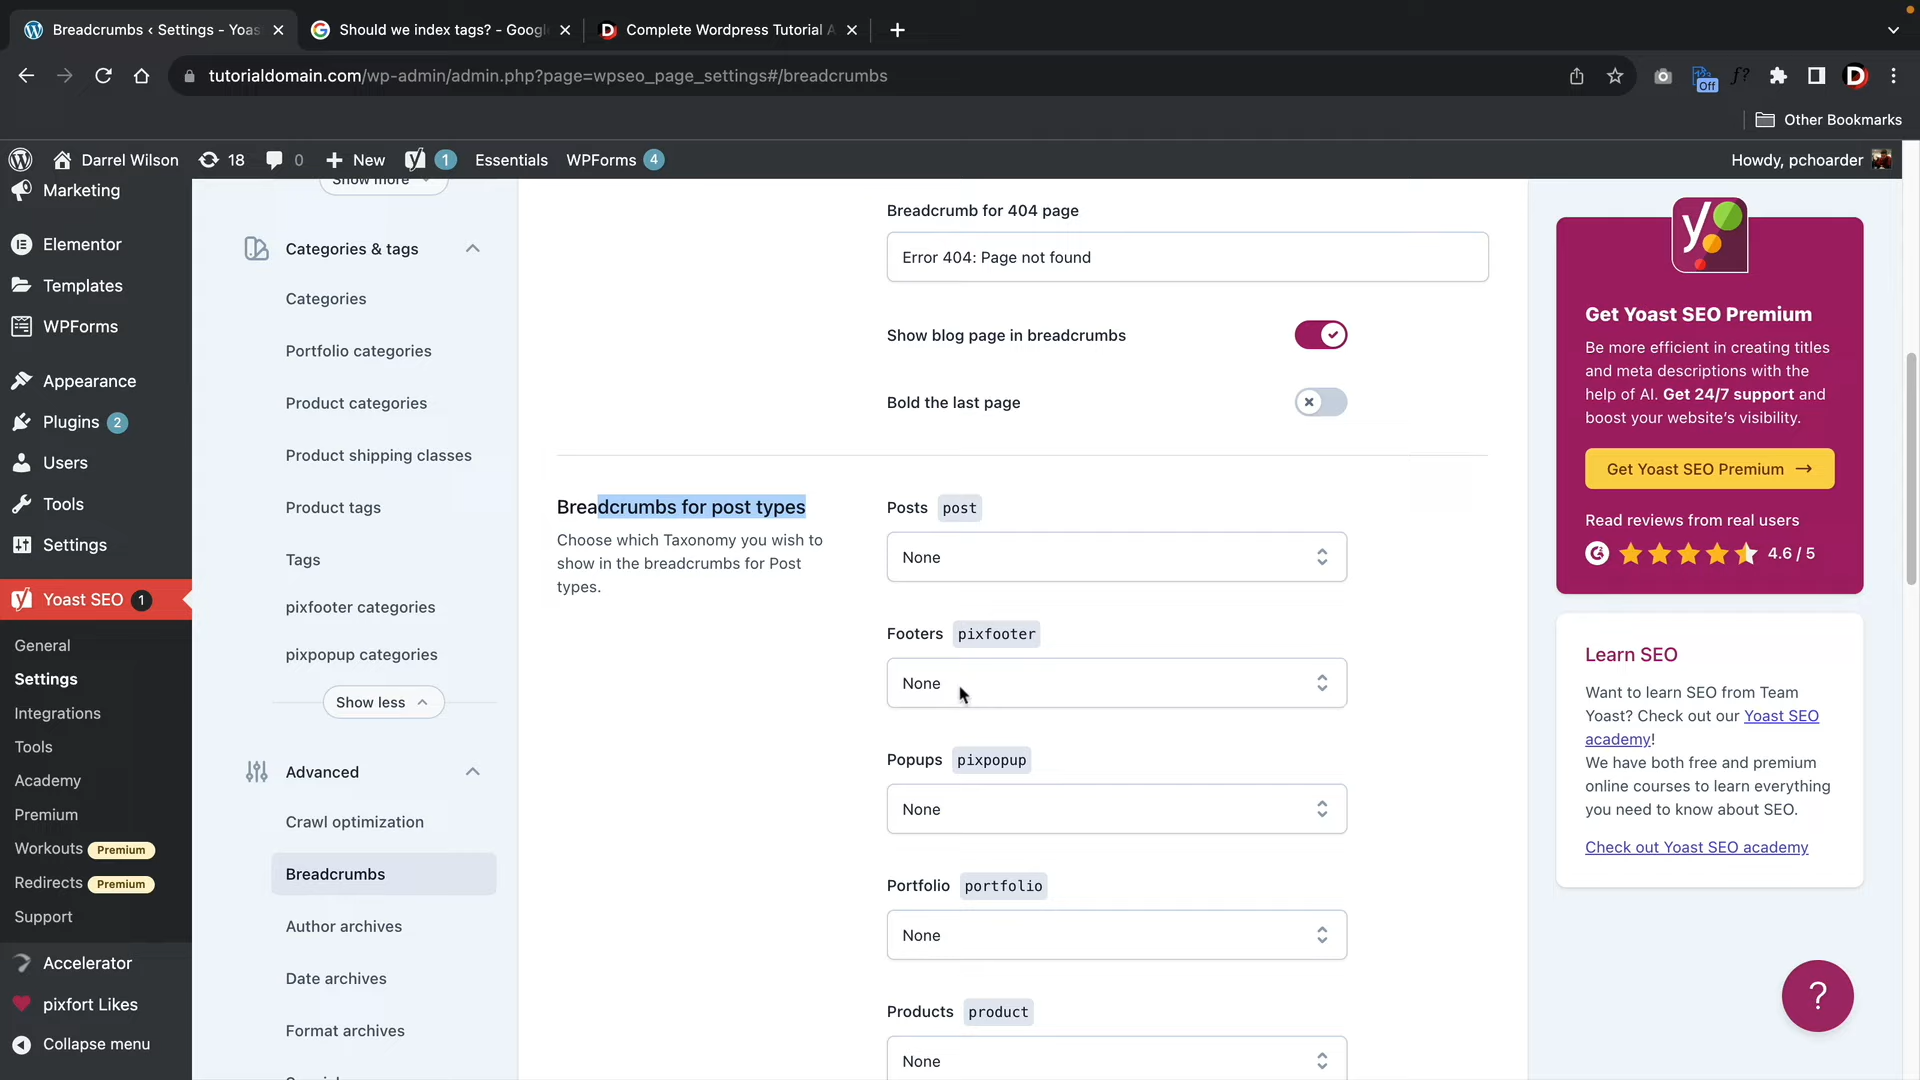 Breadcrumbs ‹ Settings - Yoas
Should we index tags? - Googl
Complete Wordpress Tutorial A
tutorialdomain.com/wp-admin/admin.php?page=wpseo_page_settings#/breadcrumbs
Off
f?
D
Other Bookmarks
Darrel Wilson
18
0
New
1
Essentials
WPForms 4
Howdy, pchoarder
Marketing
Elementor
Templates
WPForms
Appearance
Plugins 2
Users
Tools
Settings
Yoast SEO 1
General
Settings
Integrations
Tools
Academy
Premium
Workouts Premium
Redirects Premium
Support
Accelerator
pixfort Likes
Collapse menu
Show more
Categories & tags
Categories
Portfolio categories
Product categories
Product shipping classes
Product tags
Tags
pixfooter categories
pixpopup categories
Show less
Advanced
Crawl optimization
Breadcrumbs
Author archives
Date archives
Format archives
Breadcrumb for 404 page
Error 404: Page not found
Show blog page in breadcrumbs
Bold the last page
Breadcrumbs for post types
Choose which Taxonomy you wish to
show in the breadcrumbs for Post
types.
Posts post
None
Footers pixfooter
None
Popups pixpopup
None
Portfolio portfolio
None
Products product
None
y
Get Yoast SEO Premium
Be more efficient in creating titles
and meta descriptions with the
help of AI. Get 24/7 support and
boost your website's visibility.
Get Yoast SEO Premium →
Read reviews from real users
4.6 / 5
Learn SEO
Want to learn SEO from Team
Yoast? Check out our Yoast SEO
academy!
We have both free and premium
online courses to learn everything
you need to know about SEO.
Check out Yoast SEO academy
?